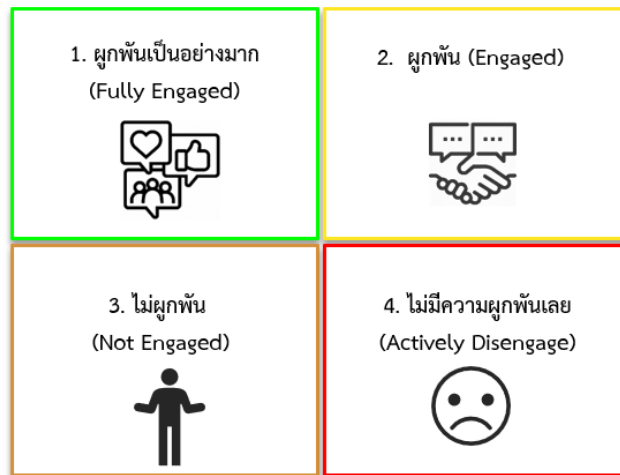 1. ผูกพันเป็นอย่างมาก
(Fully Engaged)
2. ผูกพัน (Engaged)
3. ไม่ผูกพัน
(Not Engaged)
4. ไม่มีความผูกพันเลย
(Actively Disengage)